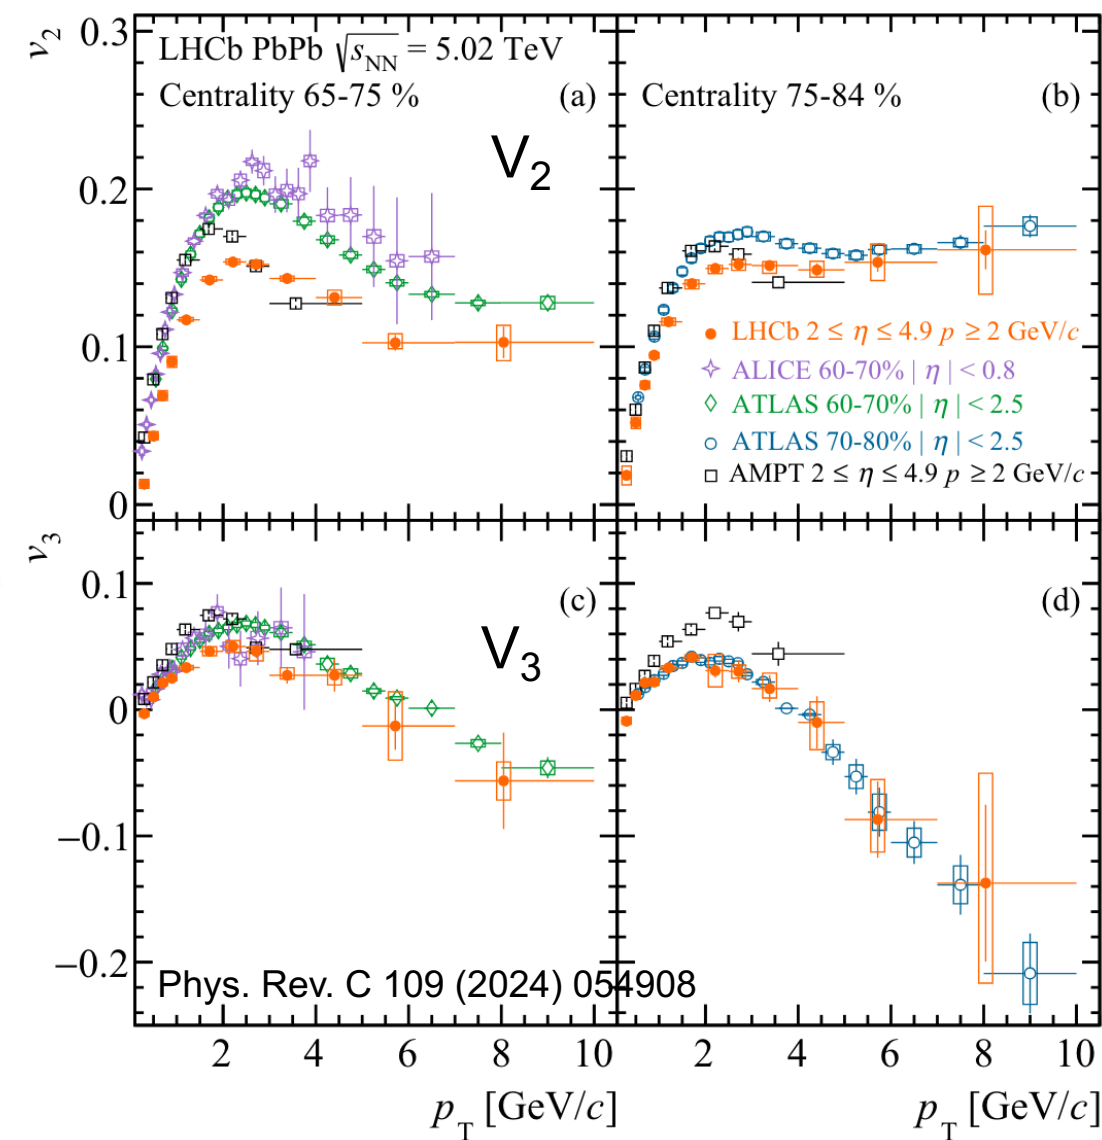 v₂
0.3
0.2
0.1
0
LHCb PbPb √sNN = 5.02 TeV
Centrality 65-75 %
(a)
V₂
Centrality 75-84 %
(b)
LHCb 2 ≤ η ≤ 4.9 p ≥ 2 GeV/c
ALICE 60-70% | η | < 0.8
ATLAS 60-70% | η | < 2.5
ATLAS 70-80% | η | < 2.5
AMPT 2 ≤ η ≤ 4.9 p ≥ 2 GeV/c
v₃
0.1
0
−0.1
−0.2
(c)
V₃
(d)
Phys. Rev. C 109 (2024) 054908
2 4 6 8 10
2 4 6 8 10
pT [GeV/c]
pT [GeV/c]